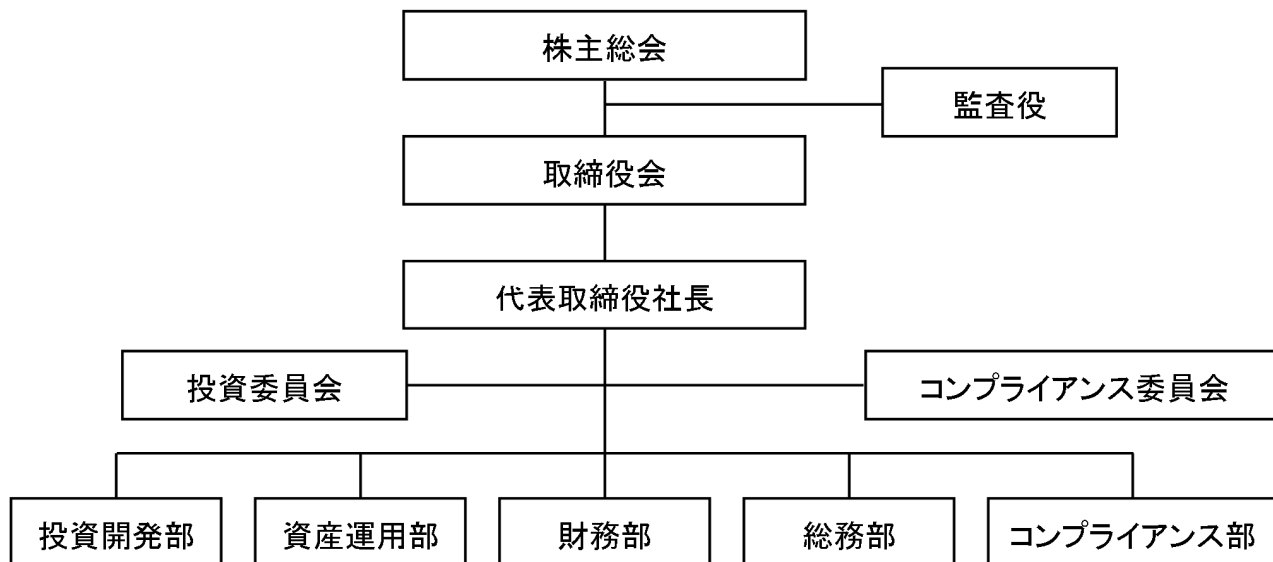 株主総会
監査役
取締役会
代表取締役社長
投資委員会
コンプライアンス委員会
投資開発部
資産運用部
財務部
総務部
コンプライアンス部